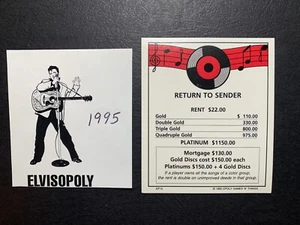 1995
ELVISOPOLY
RETURN TO SENDER
RENT $22.00
Gold $ 110.00
Double Gold 330.00
Triple Gold 800.00
Quadruple Gold 975.00
PLATINUM $1150.00
Mortgage $130.00
Gold Discs cost $150.00 each
Platinums $150.00 + 4 Gold Discs
If a player owns all the songs of a color group, the
rent is double on unimproved deeds in that group.